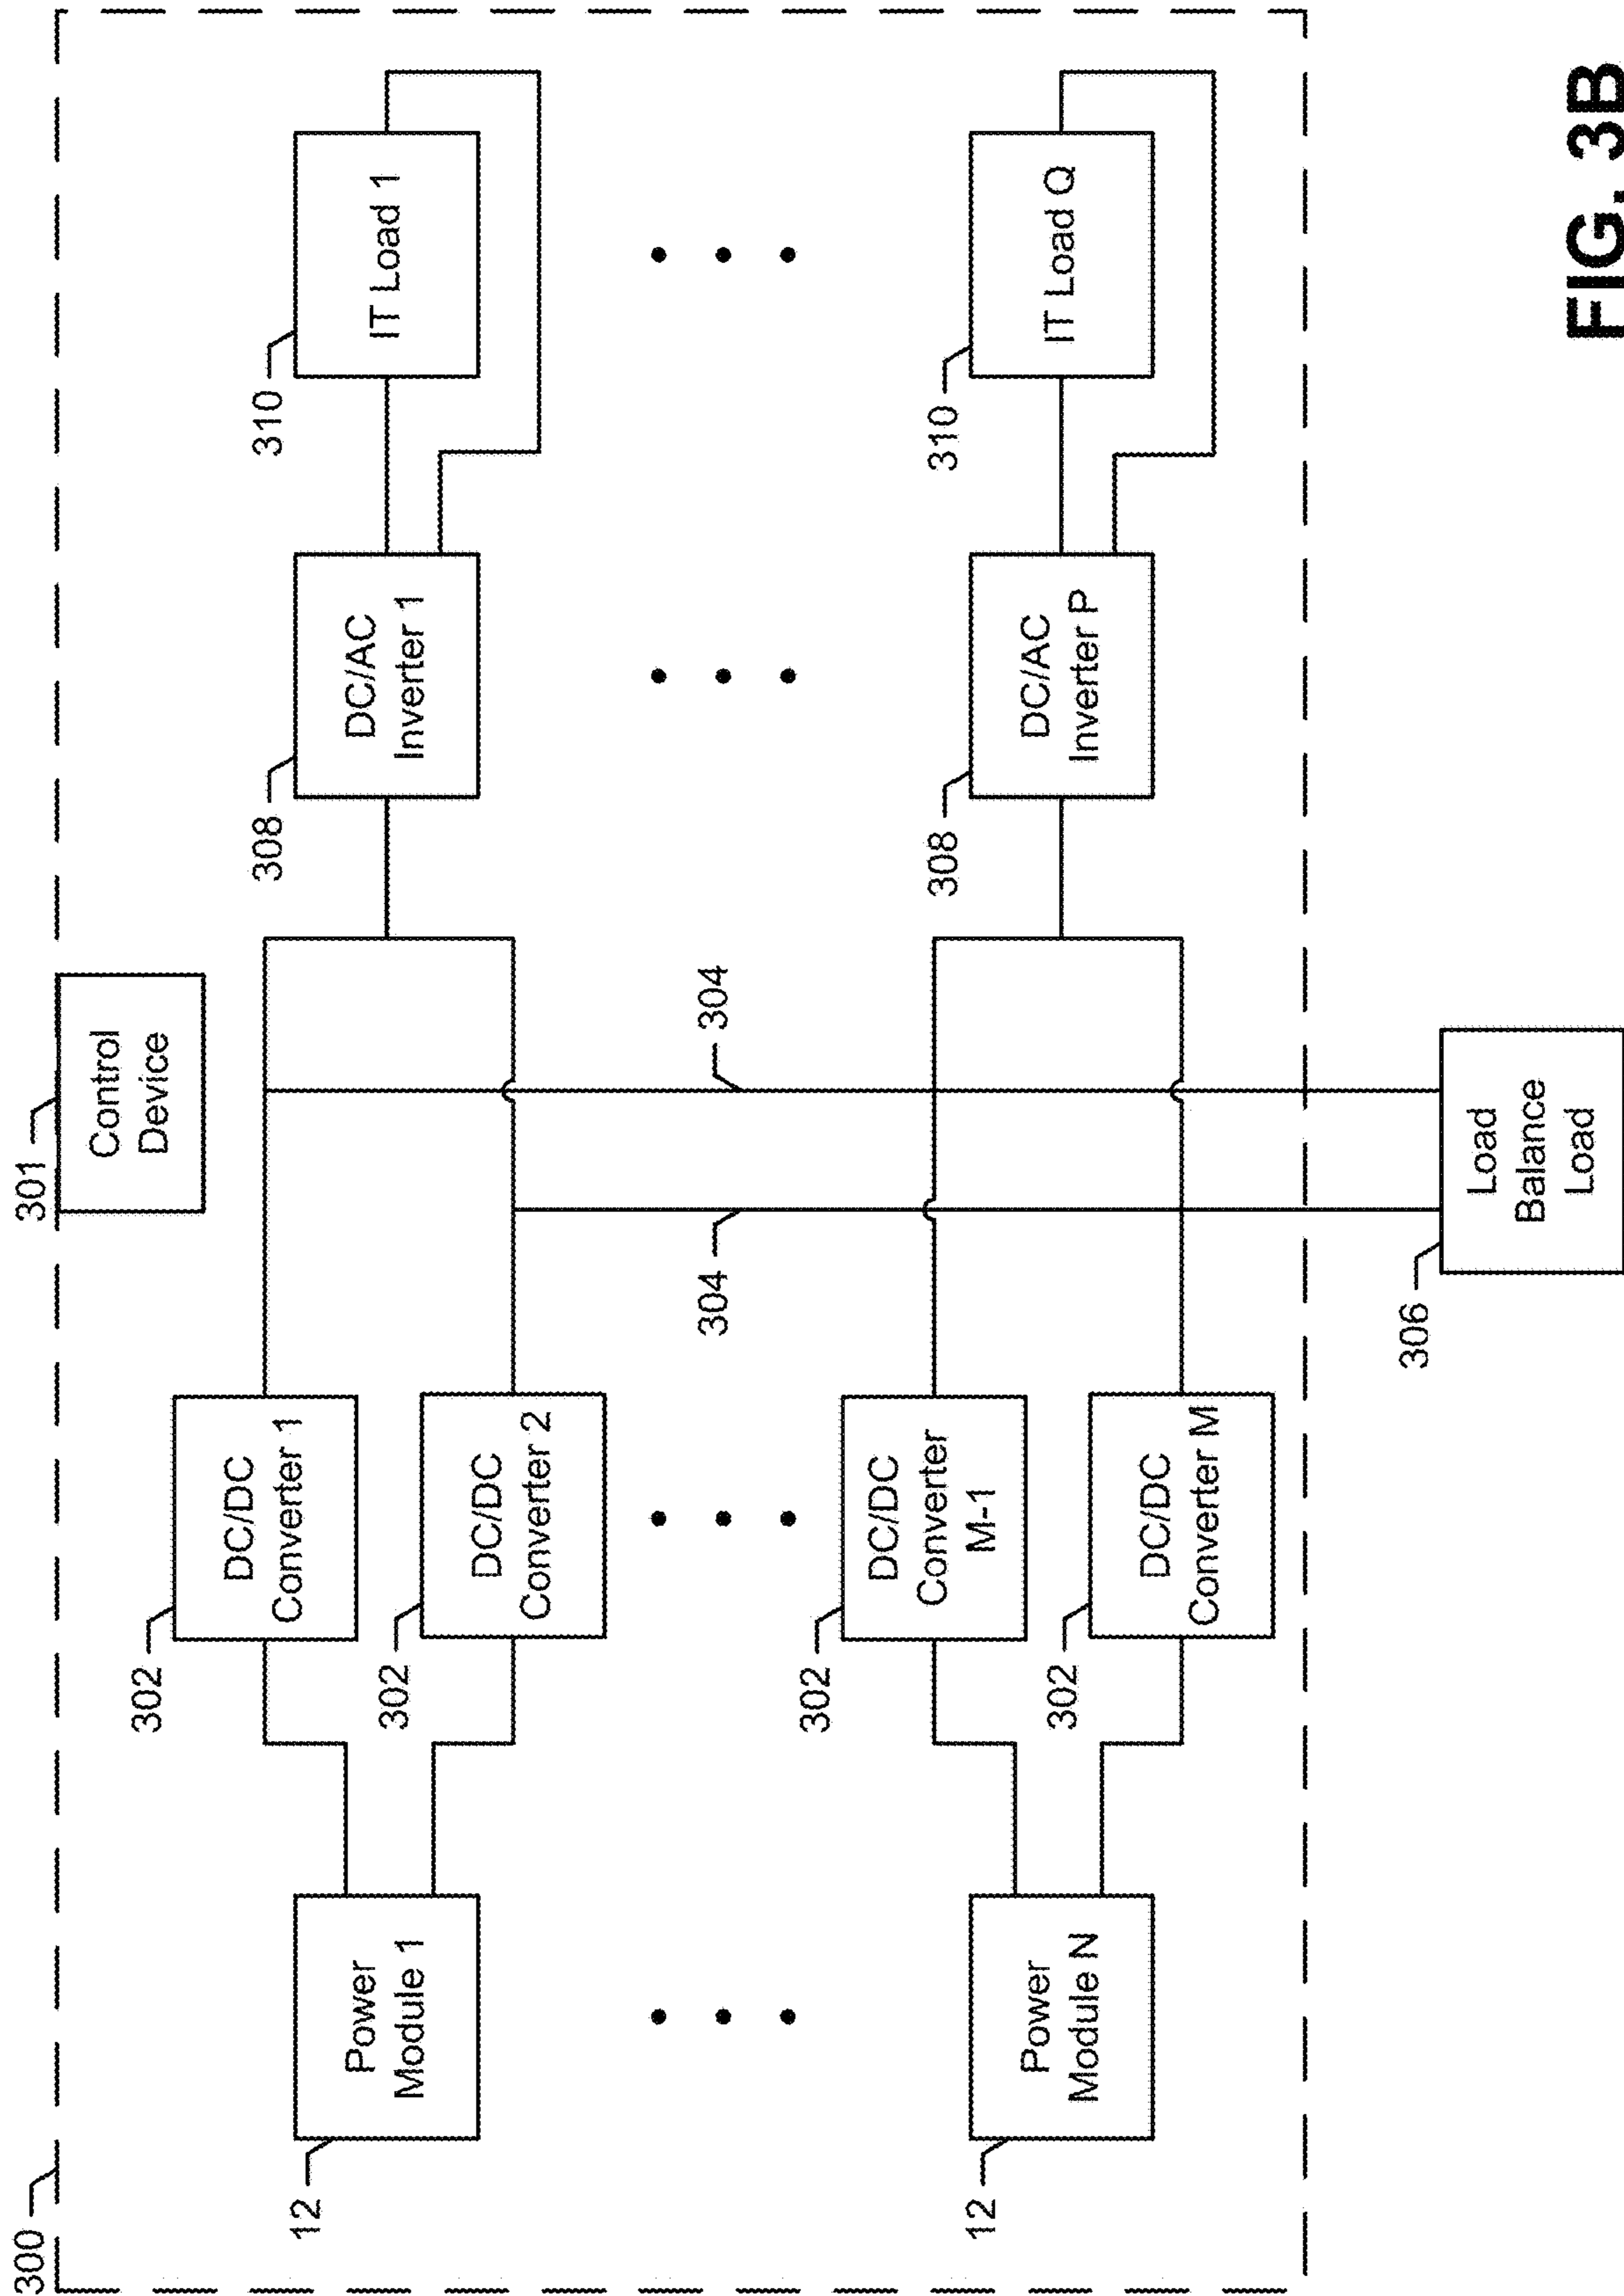 300
301
Control
Device
12
Power
Module 1
302
DC/DC
Converter 1
302
DC/DC
Converter 2
308
DC/AC
Inverter 1
310
IT Load 1
304
304
12
Power
Module N
302
DC/DC
Converter
M-1
302
DC/DC
Converter M
308
DC/AC
Inverter P
310
IT Load Q
306
Load
Balance
Load
FIG. 3B